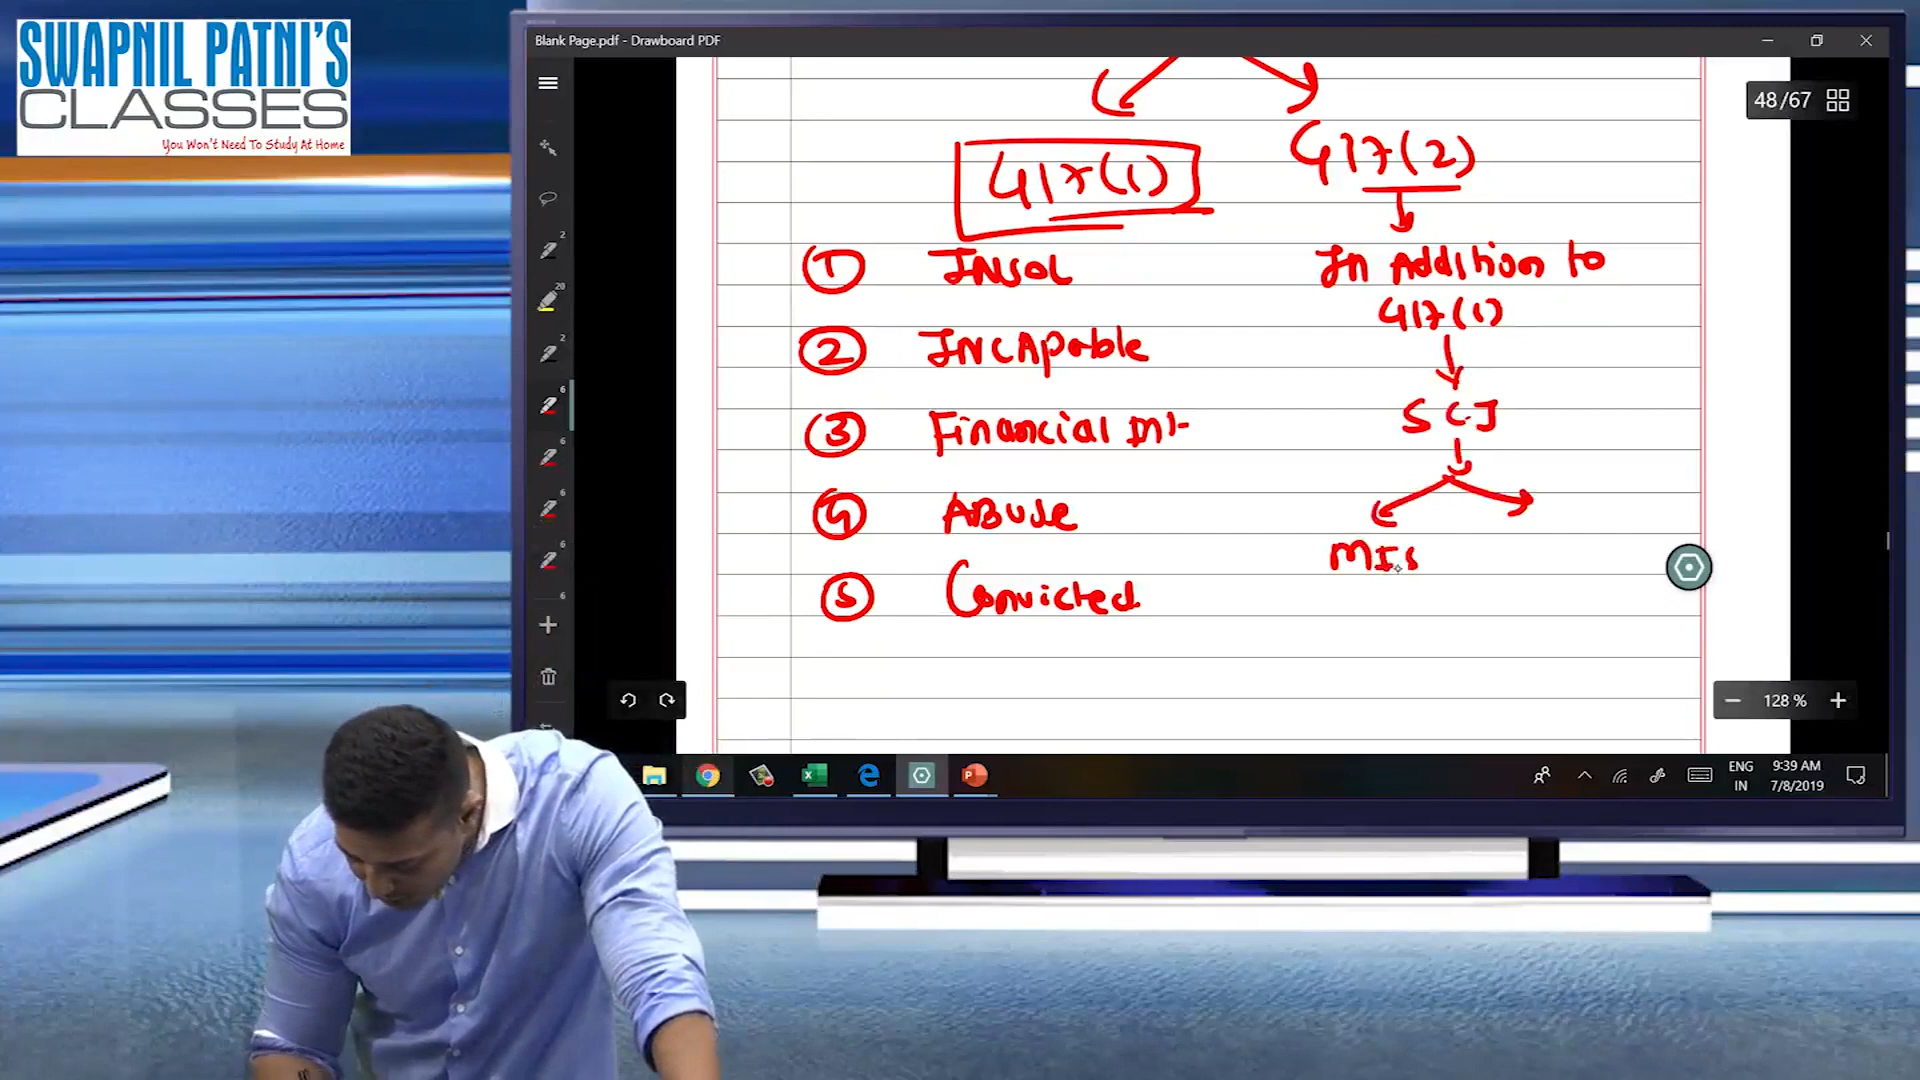 SWAPNIL PATNI'S
CLASSES
You Won't Need To Study At Home
Blank Page.pdf - Drawboard PDF
48/67
417(1)
417(2)
① INSOL
In Addition to
417(1)
② INCAPable
③ Financial Int
SCJ
④ ABUse
MIS
⑤ Convicted
128 %
ENG
IN
9:39 AM
7/8/2019